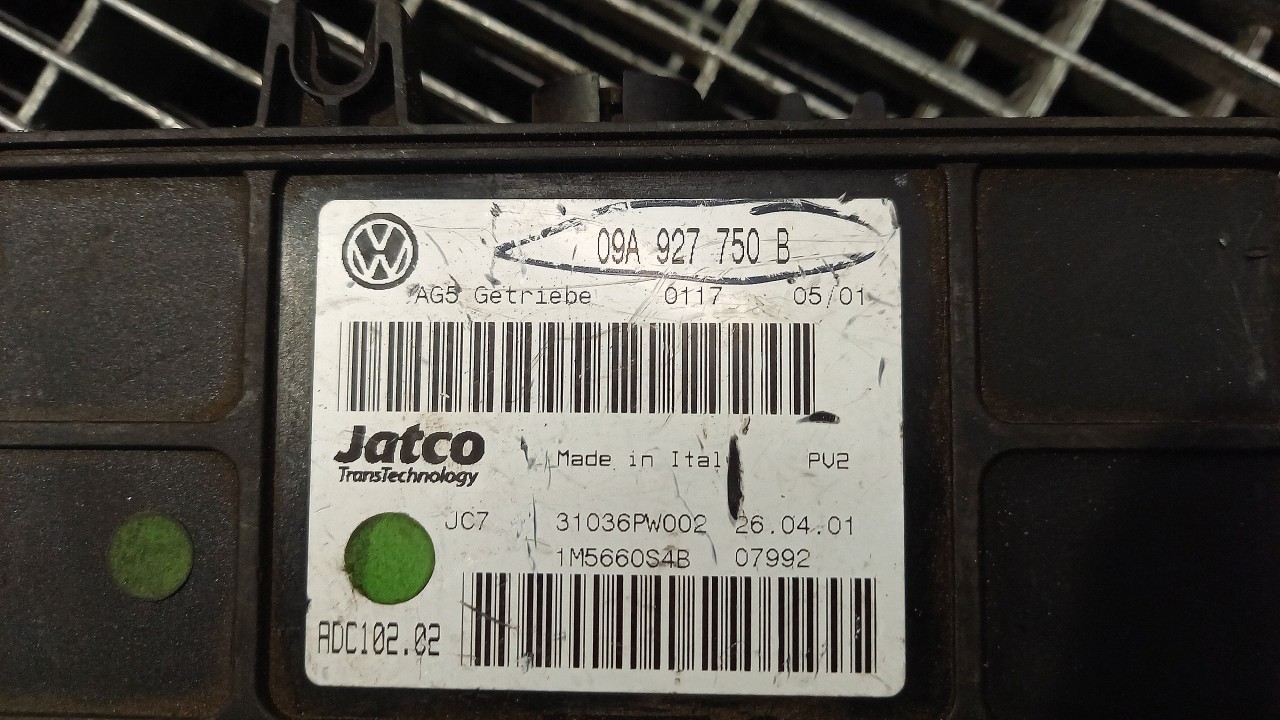 09A 927 750 B
AG5 Getriebe 0117 05/01
Jatco
TransTechnology
Made in Ital PV2
JC7 31036PW002 26.04.01
1M5660S4B 07992
ADC102.02